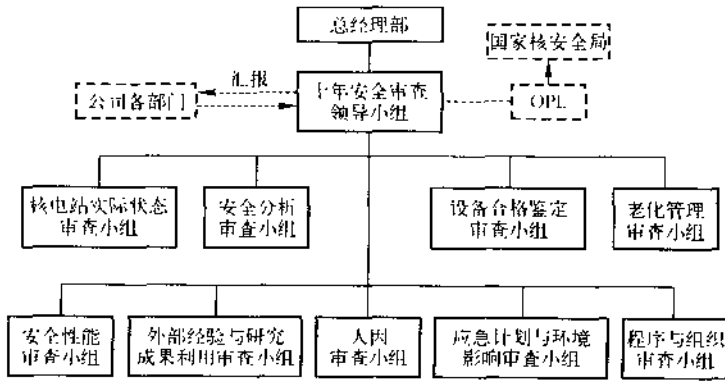 总经理部
国家核安全局
汇报
公司各部门
十年安全审查
领导小组
OPL
核电站实际状态
审查小组
安全分析
审查小组
设备合格鉴定
审查小组
老化管理
审查小组
安全性能
审查小组
外部经验与研究
成果利用审查小组
人因
审查小组
应急计划与环境
影响审查小组
程序与组织
审查小组